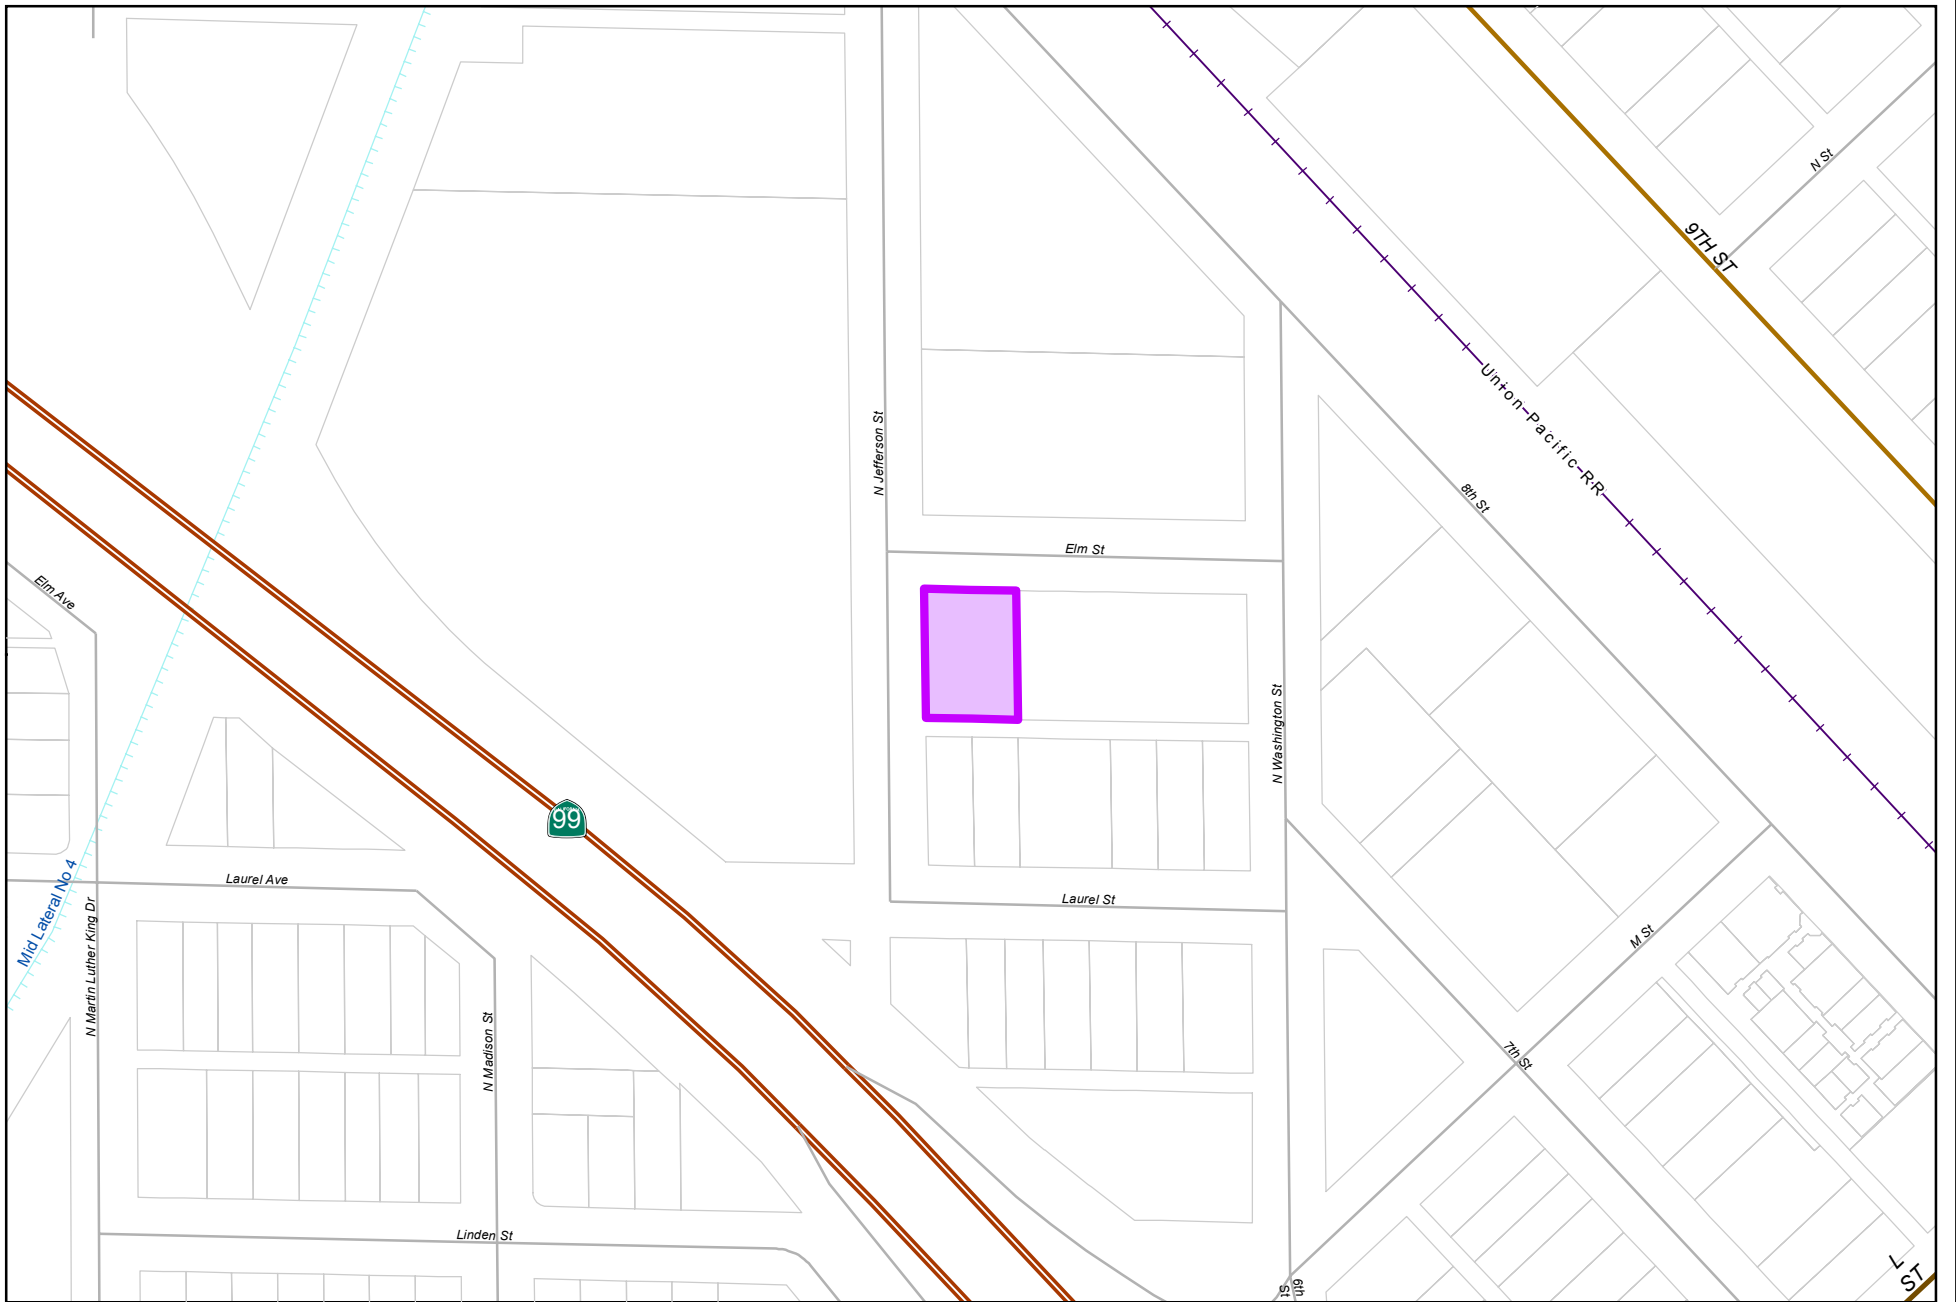 N St
9TH ST
Union Pacific RR
N Jefferson St
8th St
Elm St
Elm Ave
N Washington St
99
Mid Lateral No 4
Laurel Ave
Laurel St
N Martin Luther King Dr
M St
N Madison St
7th St
Linden St
6th
St
L
ST